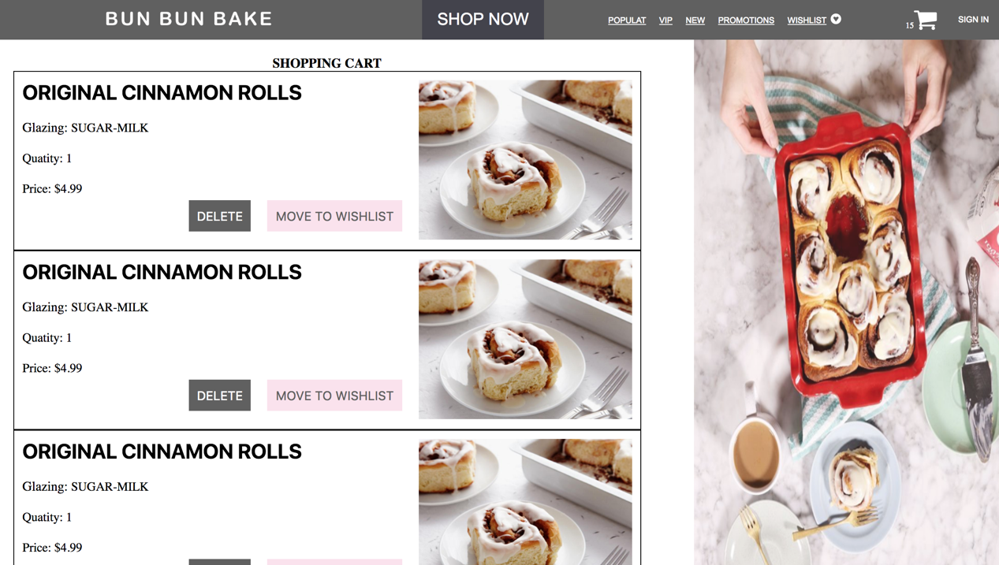 BUN BUN BAKE
SHOP NOW
POPULAT VIP NEW PROMOTIONS WISHLIST
15
SIGN IN
SHOPPING CART
ORIGINAL CINNAMON ROLLS
Glazing: SUGAR-MILK
Quatity: 1
Price: $4.99
DELETE MOVE TO WISHLIST
ORIGINAL CINNAMON ROLLS
Glazing: SUGAR-MILK
Quatity: 1
Price: $4.99
DELETE MOVE TO WISHLIST
ORIGINAL CINNAMON ROLLS
Glazing: SUGAR-MILK
Quatity: 1
Price: $4.99